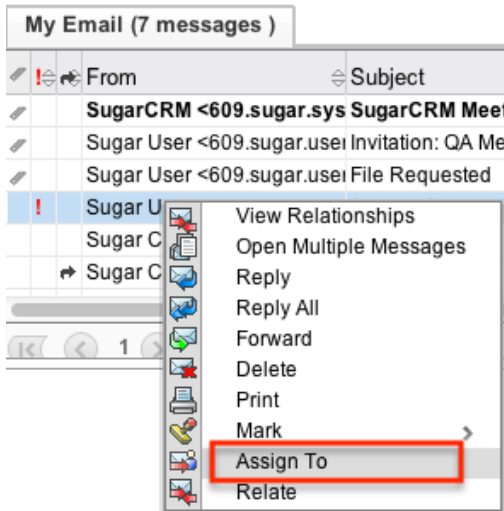 My Email (7 messages )
! From Subject
SugarCRM <609.sugar.sys SugarCRM Meet
Sugar User <609.sugar.user Invitation: QA Me
Sugar User <609.sugar.user File Requested
! Sugar U
Sugar C
Sugar C
1
View Relationships
Open Multiple Messages
Reply
Reply All
Forward
Delete
Print
Mark
Assign To
Relate